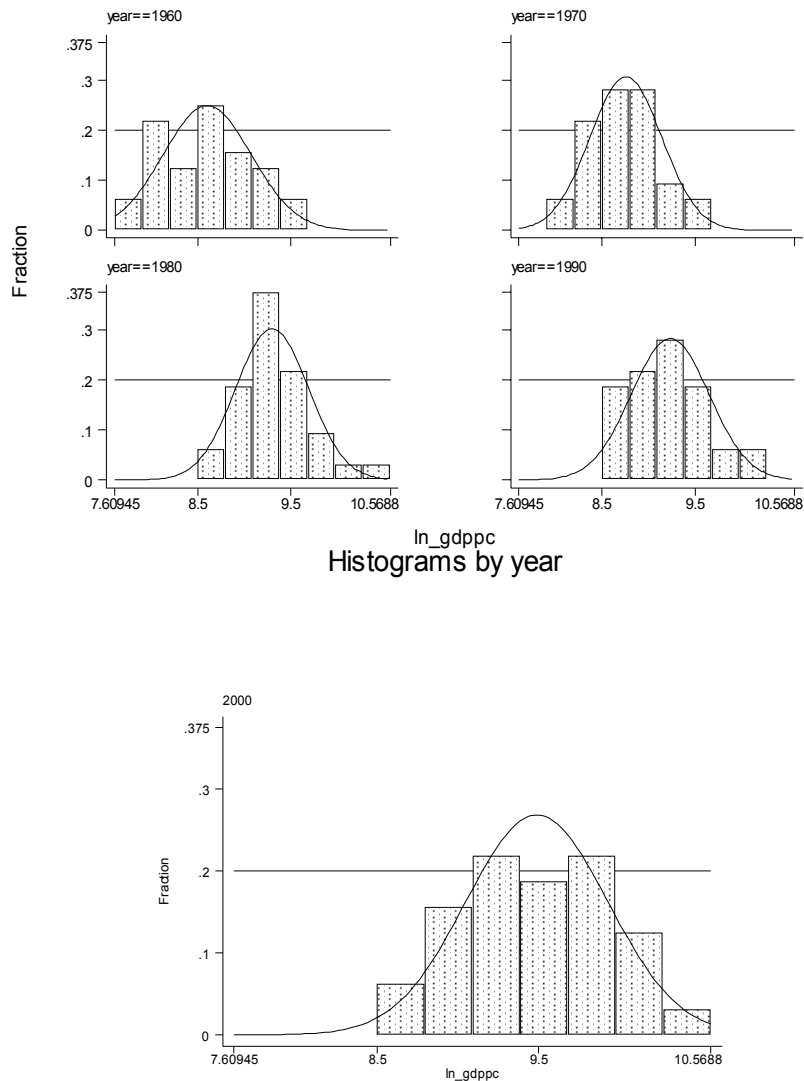 year==1960
year==1970
.375
.3
.2
.1
0
year==1980
year==1990
.375
.3
.2
.1
0
Fraction
7.60945 8.5 9.5 10.5688
7.60945 8.5 9.5 10.5688
ln_gdppc
Histograms by year
2000
.375
.3
.2
.1
0
Fraction
7.60945 8.5 9.5 10.5688
ln_gdppc